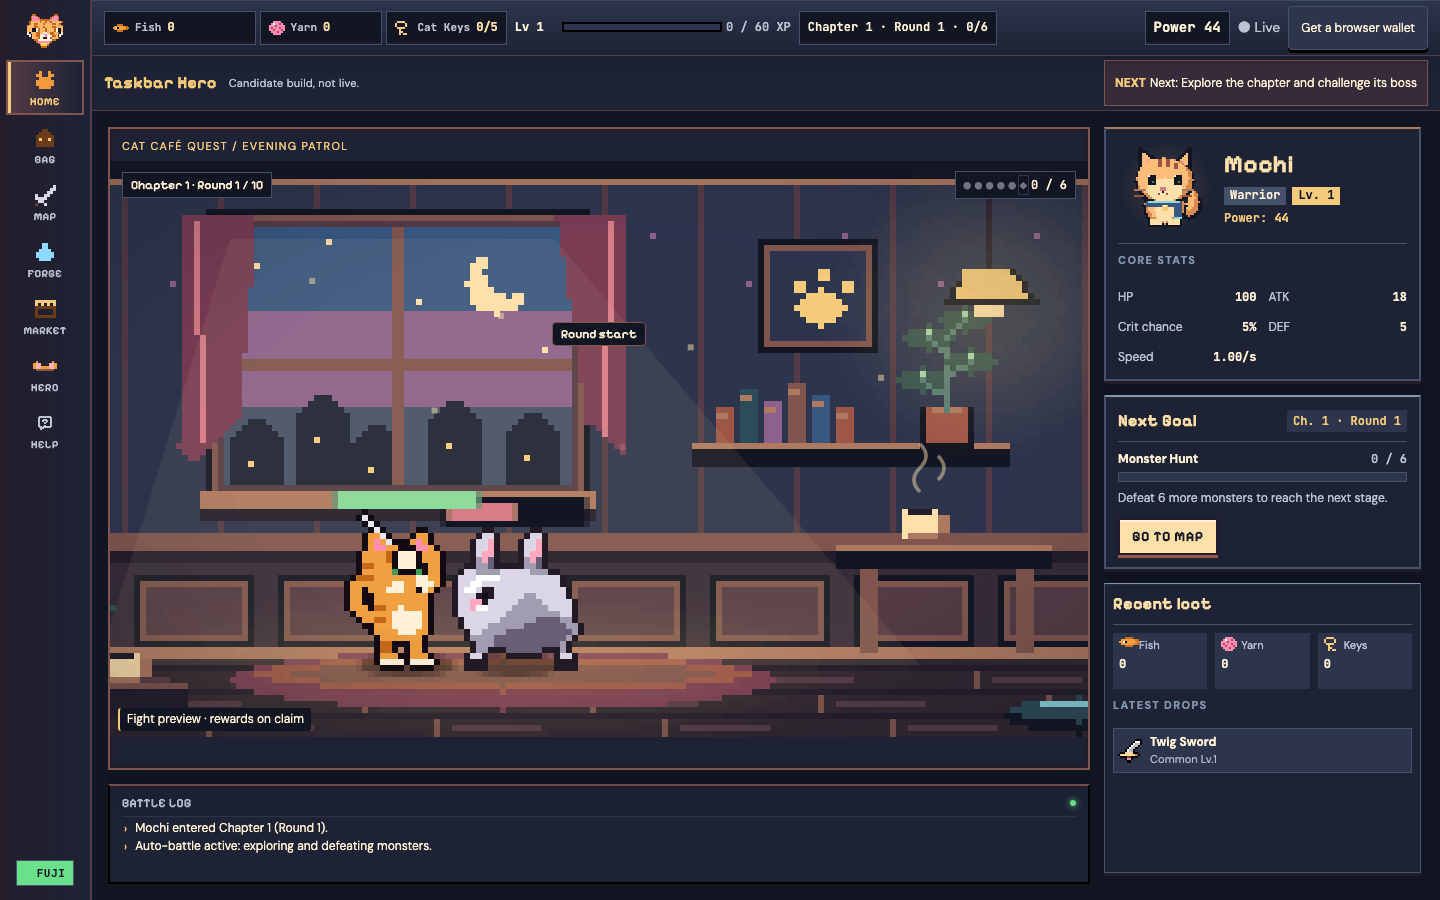 Fish 0
Yarn 0
Cat Keys 0/5
Lv 1
0 / 60 XP
Chapter 1 · Round 1 · 0/6
Power 44
Live
Get a browser wallet
HOME
BAG
MAP
FORGE
MARKET
HERO
HELP
FUJI
Taskbar Hero
Candidate build, not live.
NEXT Next: Explore the chapter and challenge its boss
CAT CAFÉ QUEST / EVENING PATROL
Chapter 1 · Round 1 / 10
0 / 6
Round start
Fight preview · rewards on claim
BATTLE LOG
› Mochi entered Chapter 1 (Round 1).
› Auto-battle active: exploring and defeating monsters.
Mochi
Warrior
Lv. 1
Power: 44
CORE STATS
HP 100 ATK 18
Crit chance 5% DEF 5
Speed 1.00/s
Next Goal
Ch. 1 · Round 1
Monster Hunt 0 / 6
Defeat 6 more monsters to reach the next stage.
GO TO MAP
Recent loot
Fish
0
Yarn
0
Keys
0
LATEST DROPS
Twig Sword
Common Lv.1